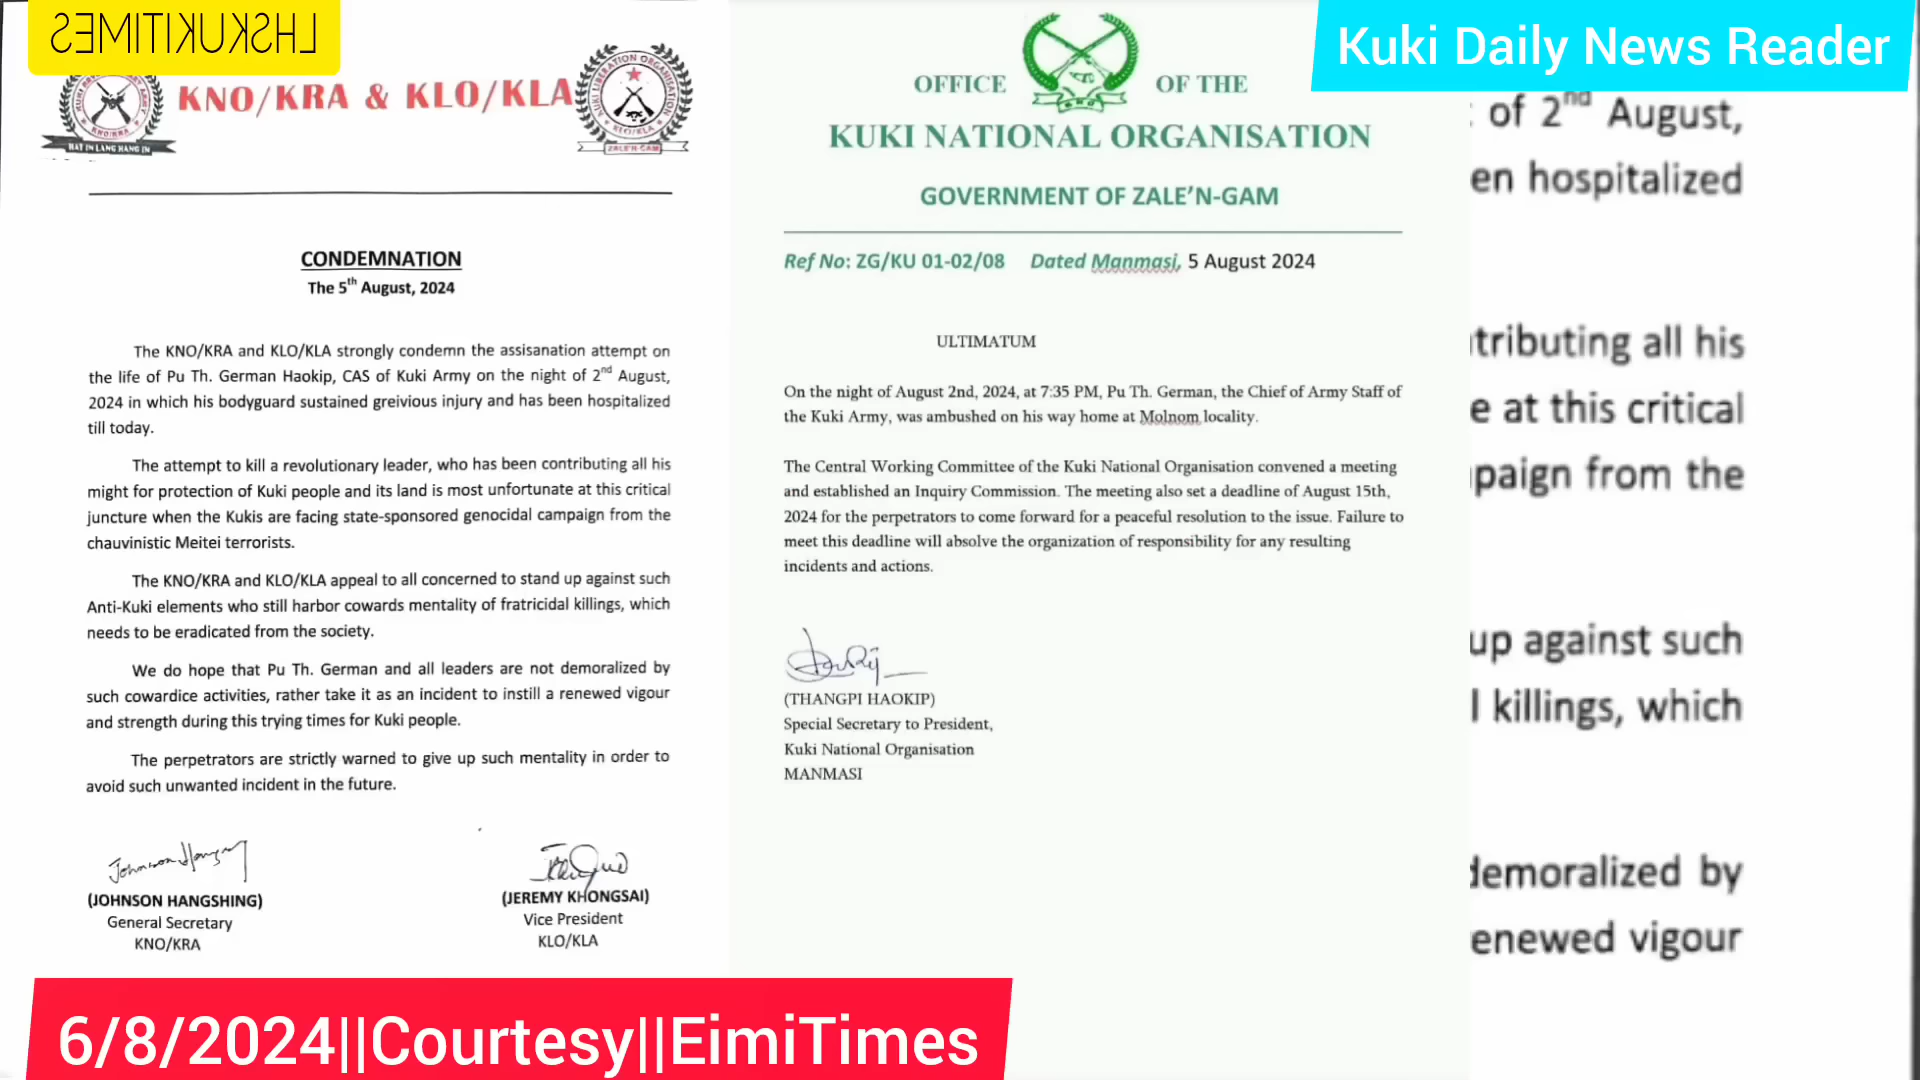 LHSKUKITIMES
Kuki Daily News Reader
KNO/KRA & KLO/KLA
KNO/KRA
HAT IN LANG HANG IN
KUKI LIBERATION ORGANISATION
KLO/KLA
ZALE'N-GAM
CONDEMNATION
The 5th August, 2024
The KNO/KRA and KLO/KLA strongly condemn the assisanation attempt on
the life of Pu Th. German Haokip, CAS of Kuki Army on the night of 2nd August,
2024 in which his bodyguard sustained greivious injury and has been hospitalized
till today.
The attempt to kill a revolutionary leader, who has been contributing all his
might for protection of Kuki people and its land is most unfortunate at this critical
juncture when the Kukis are facing state-sponsored genocidal campaign from the
chauvinistic Meitei terrorists.
The KNO/KRA and KLO/KLA appeal to all concerned to stand up against such
Anti-Kuki elements who still harbor cowards mentality of fratricidal killings, which
needs to be eradicated from the society.
We do hope that Pu Th. German and all leaders are not demoralized by
such cowardice activities, rather take it as an incident to instill a renewed vigour
and strength during this trying times for Kuki people.
The perpetrators are strictly warned to give up such mentality in order to
avoid such unwanted incident in the future.
Johnson Hangshing
(JOHNSON HANGSHING)
General Secretary
KNO/KRA
(JEREMY KHONGSAI)
Vice President
KLO/KLA
OFFICE OF THE
KNO
KUKI NATIONAL ORGANISATION
GOVERNMENT OF ZALE'N-GAM
Ref No: ZG/KU 01-02/08 Dated Manmasi, 5 August 2024
ULTIMATUM
On the night of August 2nd, 2024, at 7:35 PM, Pu Th. German, the Chief of Army Staff of
the Kuki Army, was ambushed on his way home at Molnom locality.
The Central Working Committee of the Kuki National Organisation convened a meeting
and established an Inquiry Commission. The meeting also set a deadline of August 15th,
2024 for the perpetrators to come forward for a peaceful resolution to the issue. Failure to
meet this deadline will absolve the organization of responsibility for any resulting
incidents and actions.
(THANGPI HAOKIP)
Special Secretary to President,
Kuki National Organisation
MANMASI
of 2nd August,
en hospitalized
tributing all his
e at this critical
paign from the
up against such
l killings, which
demoralized by
enewed vigour
6/8/2024||Courtesy||EimiTimes